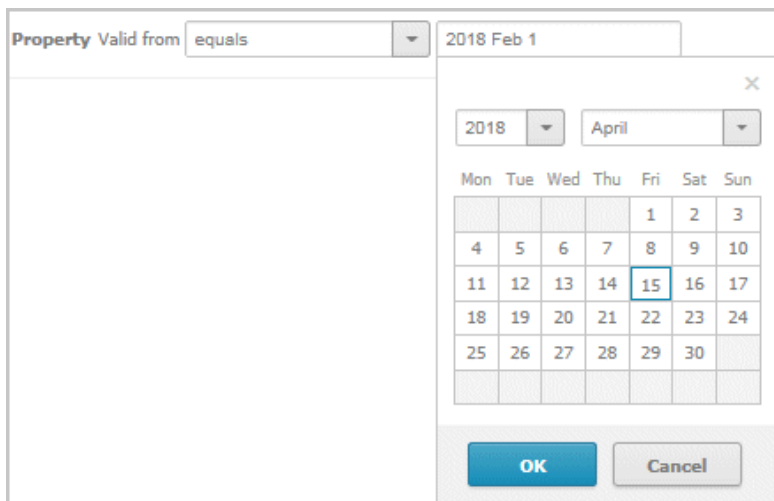 Property Valid from equals 2018 Feb 1
×
2018 April
Mon Tue Wed Thu Fri Sat Sun
1 2 3
4 5 6 7 8 9 10
11 12 13 14 15 16 17
18 19 20 21 22 23 24
25 26 27 28 29 30
OK Cancel